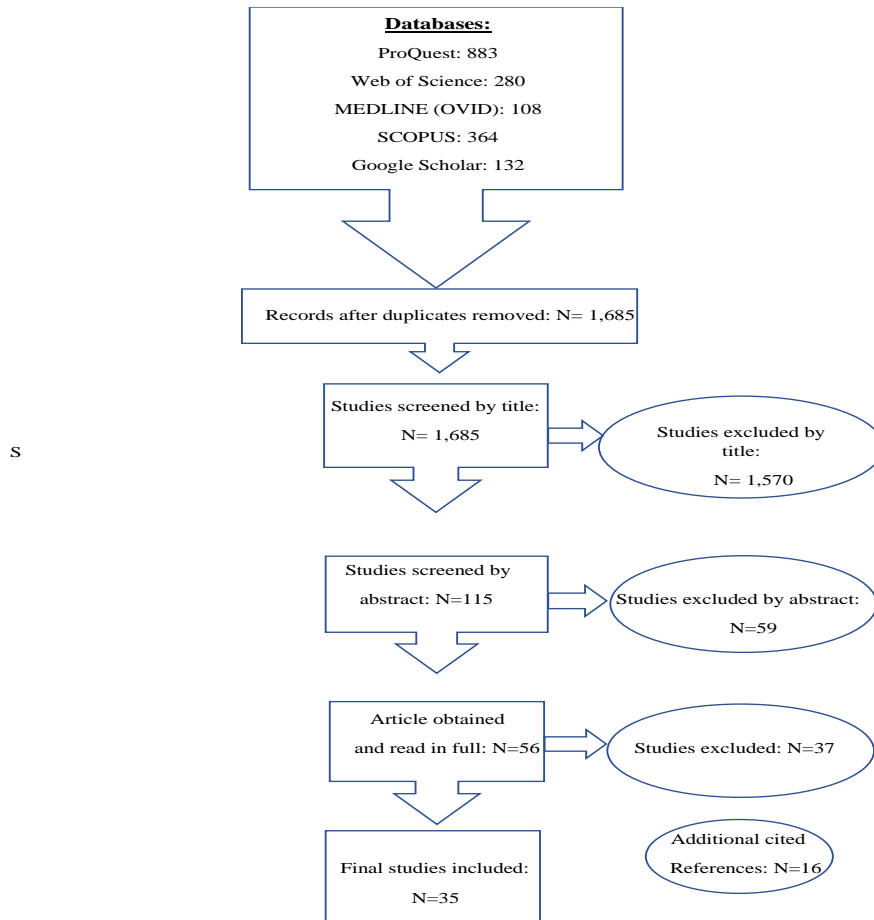 Databases:
ProQuest: 883
Web of Science: 280
MEDLINE (OVID): 108
SCOPUS: 364
Google Scholar: 132
Records after duplicates removed: N= 1,685
Studies screened by title:
N= 1,685
Studies excluded by
title:
N= 1,570
S
Studies screened by
abstract: N=115
Studies excluded by abstract:
N=59
Article obtained
and read in full: N=56
Studies excluded: N=37
Additional cited
References: N=16
Final studies included:
N=35